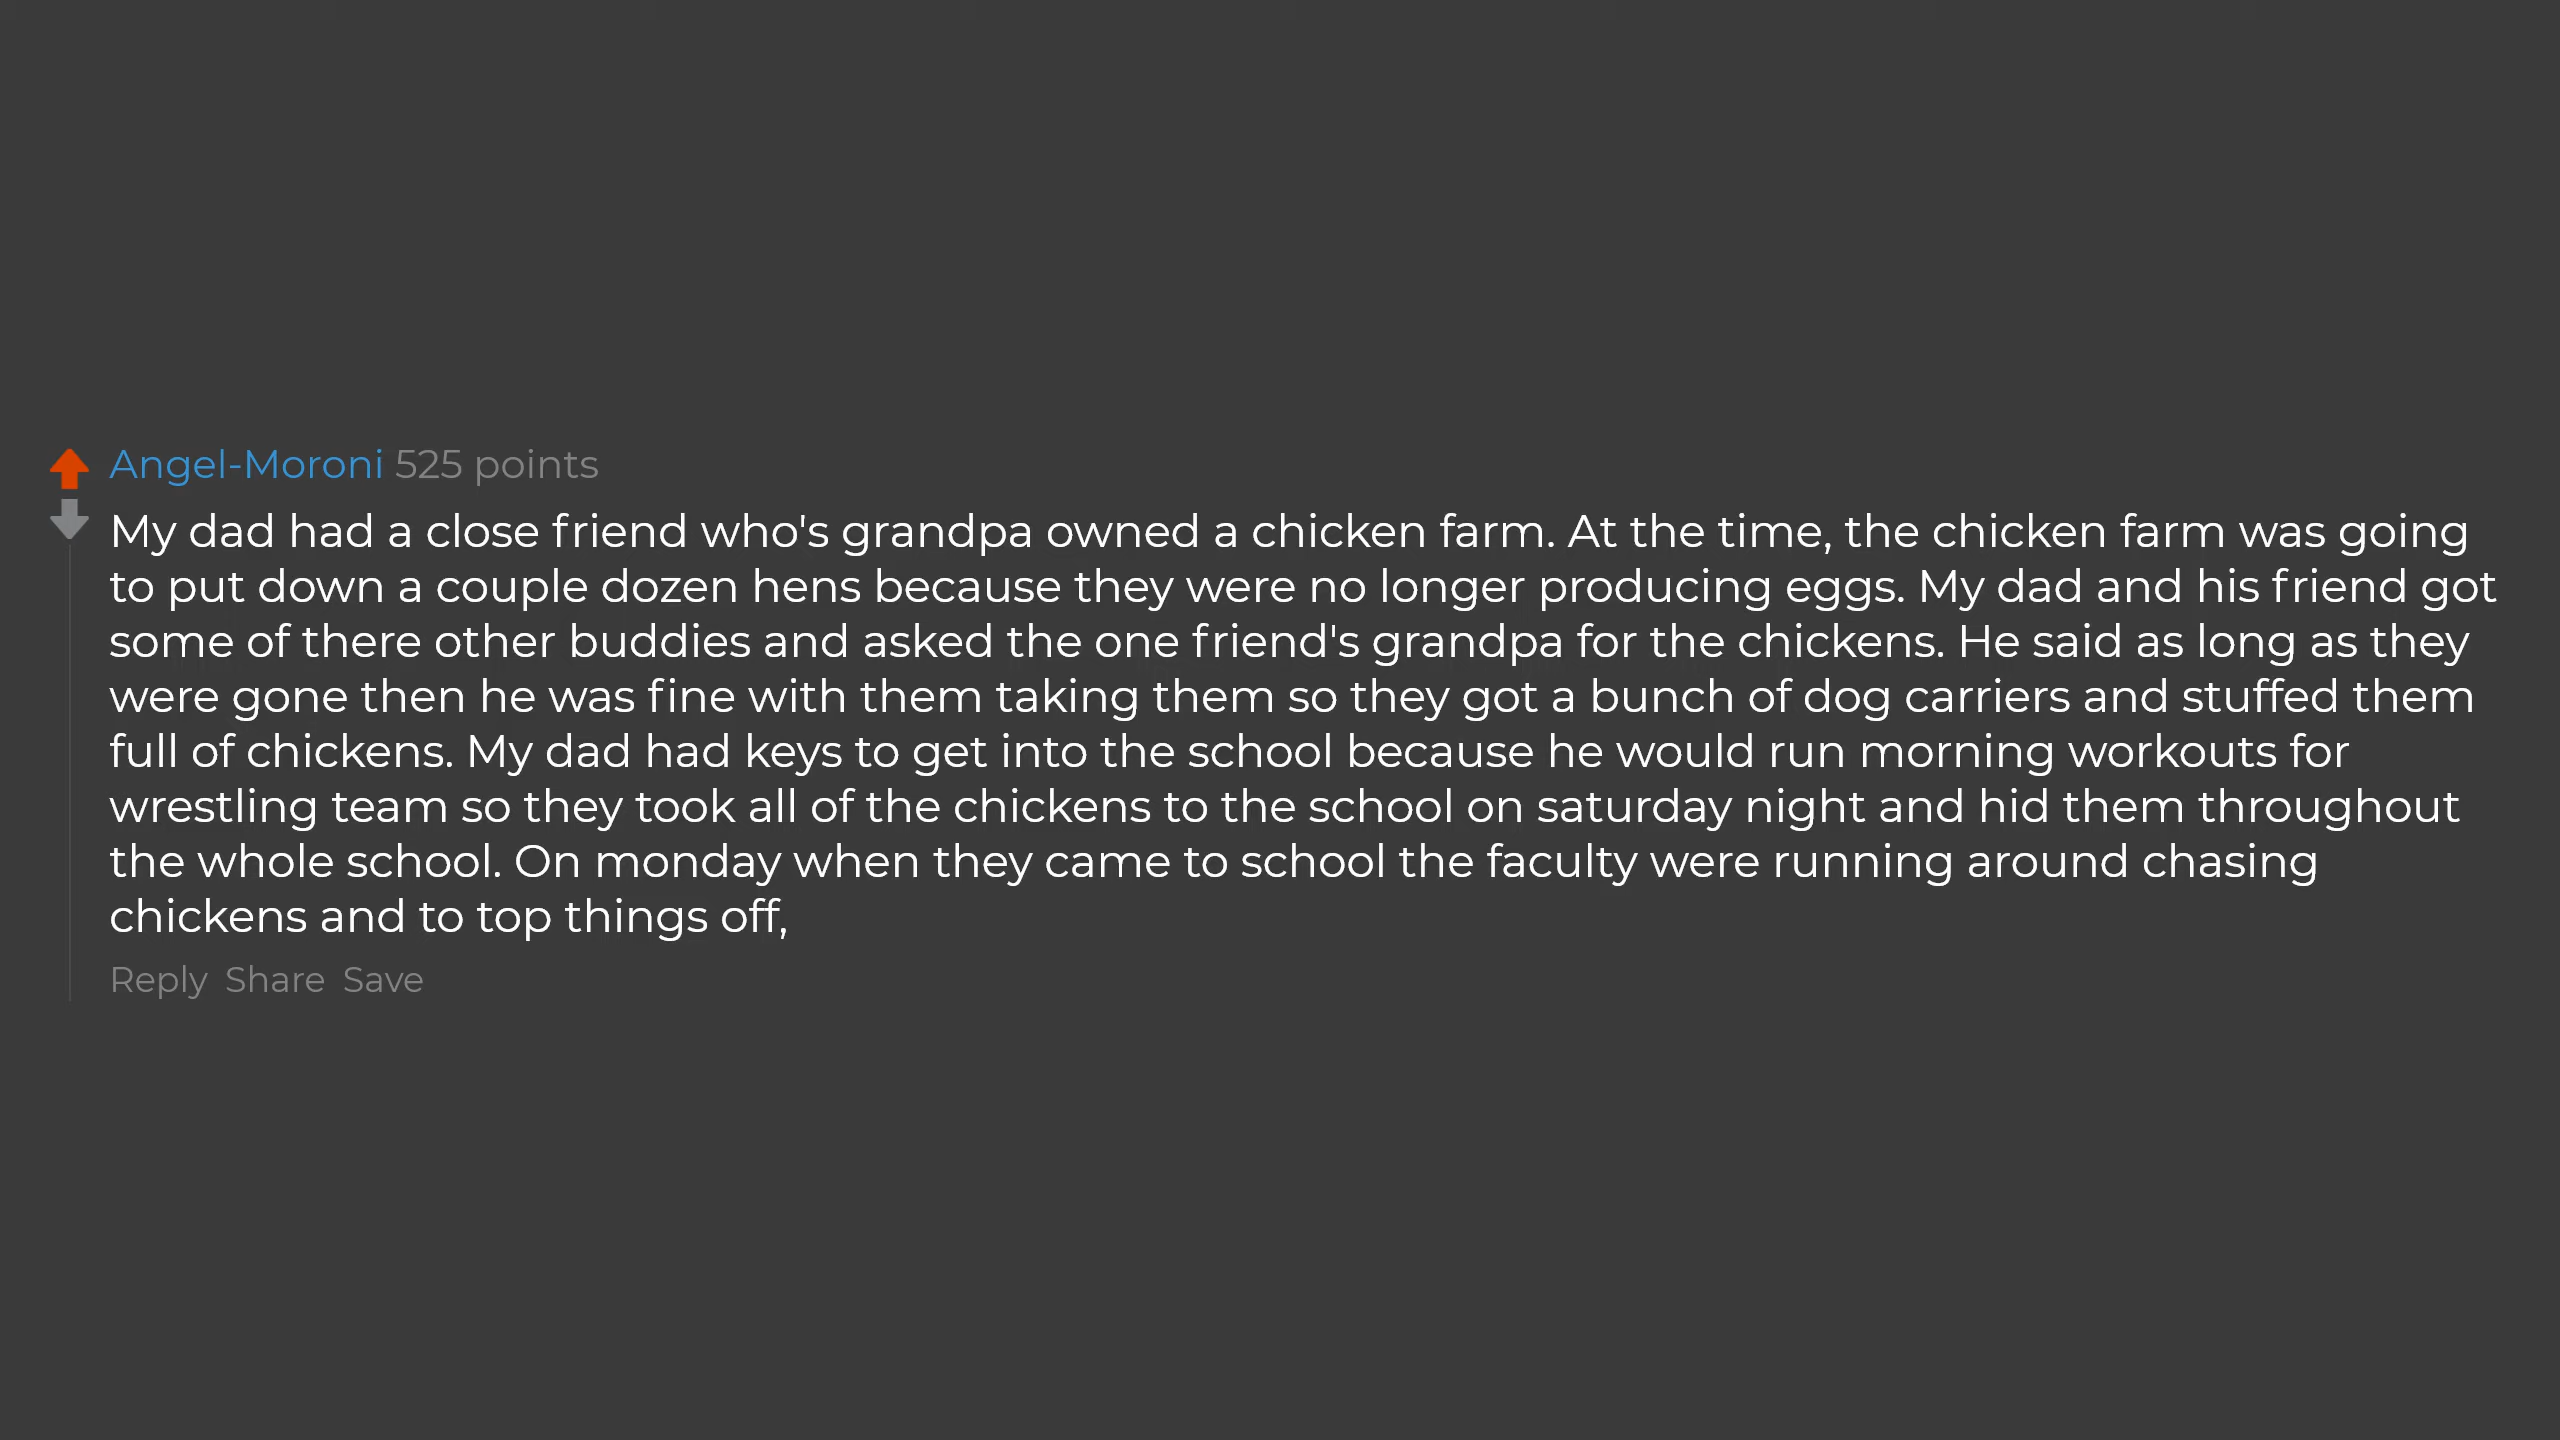 Angel-Moroni 525 points
My dad had a close friend who's grandpa owned a chicken farm. At the time, the chicken farm was going
to put down a couple dozen hens because they were no longer producing eggs. My dad and his friend got
some of there other buddies and asked the one friend's grandpa for the chickens. He said as long as they
were gone then he was fine with them taking them so they got a bunch of dog carriers and stuffed them
full of chickens. My dad had keys to get into the school because he would run morning workouts for
wrestling team so they took all of the chickens to the school on saturday night and hid them throughout
the whole school. On monday when they came to school the faculty were running around chasing
chickens and to top things off,
Reply Share Save